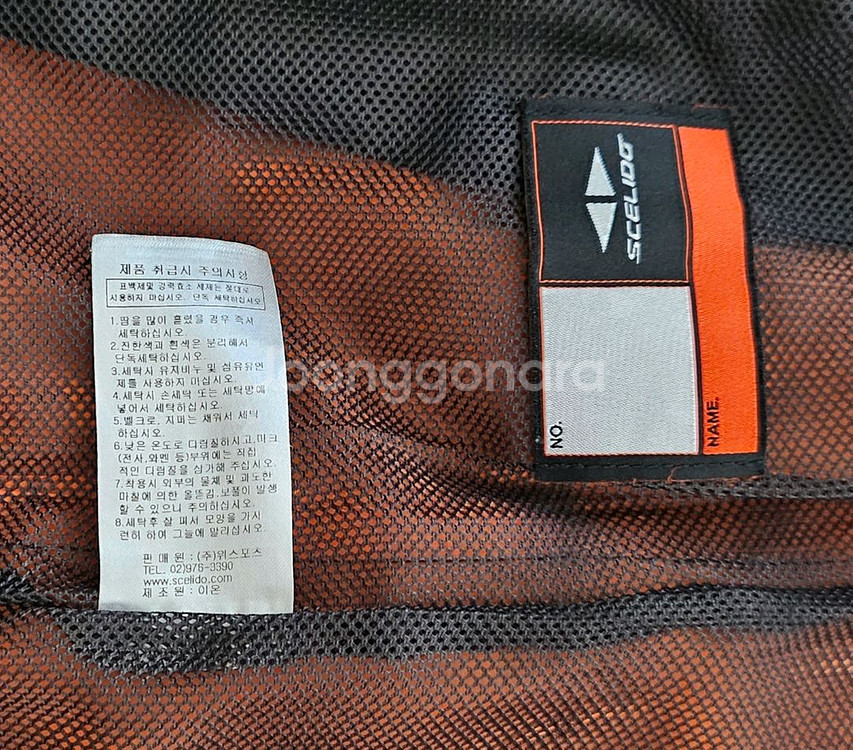 제품 취급시 주의사항
표백제및 강력효소 세제는 절대로
사용하지 마십시오. 단독 세탁하십시오
1.땀을 많이 흘렸을 경우 즉시
세탁하십시오.
2.진한색과 흰색은 분리해서
단독세탁하십시오.
3.세탁시 유지비누 및 섬유유연
제를 사용하지 마십시오.
4.세탁시 손세탁 또는 세탁망에
넣어서 세탁하십시오.
5.벨크로, 지퍼는 채워서 세탁
하십시오.
6.낮은 온도로 다림질하시고,마크
(전사,와펜 등)부위에는 직접
적인 다림질을 삼가해 주십시오.
7.착용시 외부의 물체 및 과도한
마찰에 의한 올뜯김,보풀이 발생
할 수 있으니 주의하십시오.
8.세탁후 잘 펴서 모양을 가지
런히 하여 그늘에 말리십시오.
판 매 원 : (주)위스포츠
TEL. 02)976-3390
www.scelido.com
제 조 원 : 이온
SCELIDO
NO.
NAME.
joonggonara